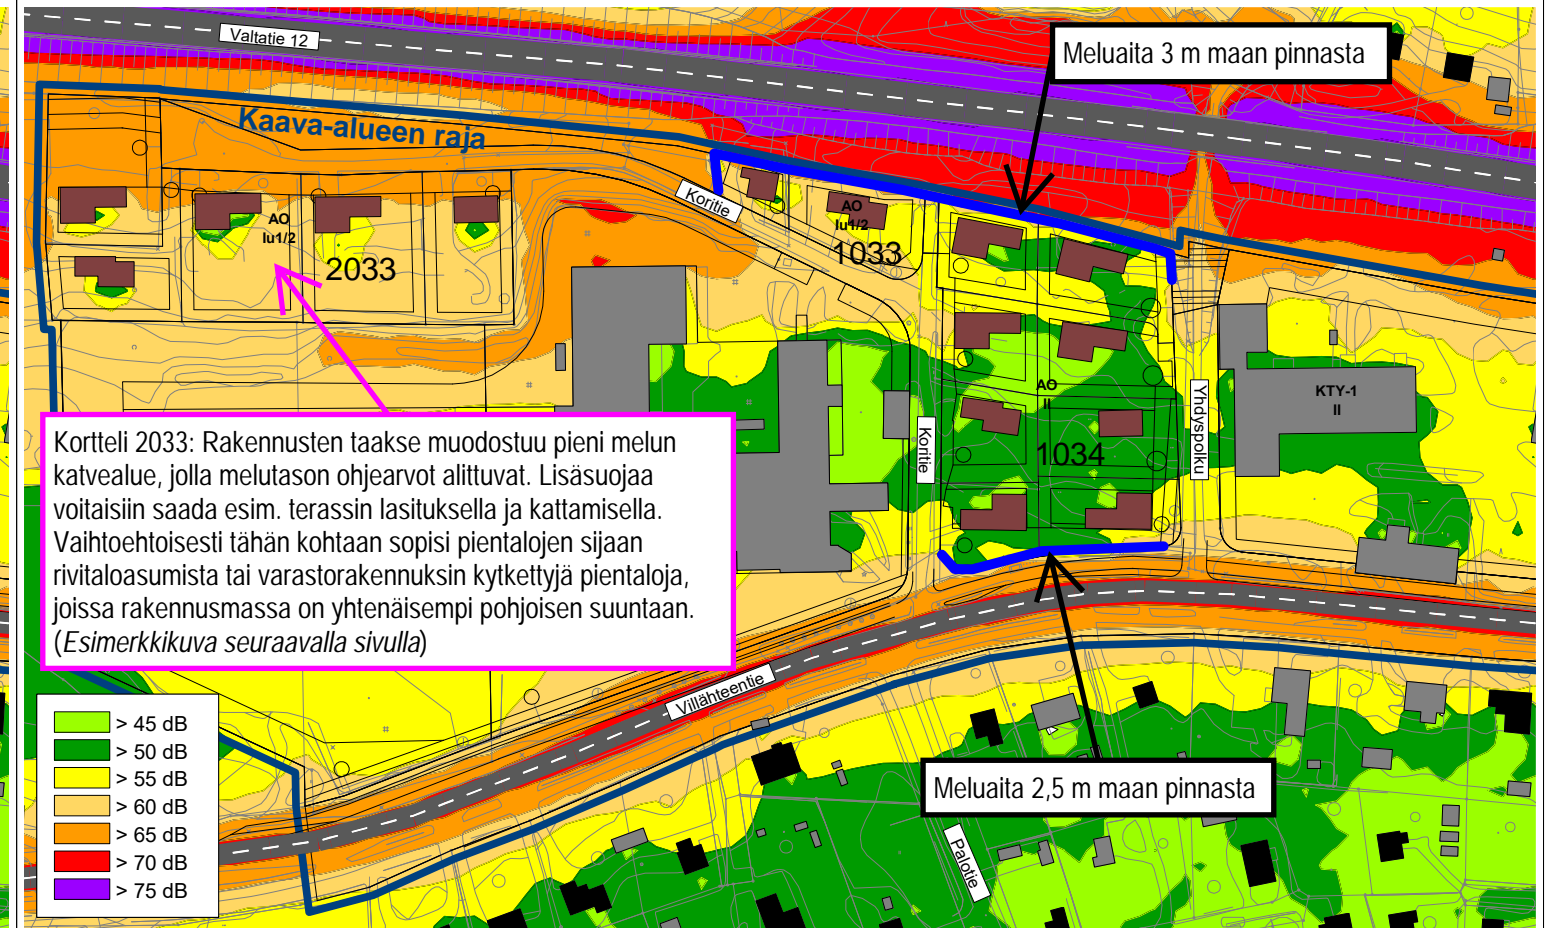 Valtatie 12
Meluaita 3 m maan pinnasta
Kaava-alueen raja
Koritie
AO
Iu1/2
2033
AO
Iu1/2
1033
AO
II
1034
Koritie
Yhdyspolku
KTY-1
II
Kortteli 2033: Rakennusten taakse muodostuu pieni melun
katvealue, jolla melutason ohjearvot alittuvat. Lisäsuojaa
voitaisiin saada esim. terassin lasituksella ja kattamisella.
Vaihtoehtoisesti tähän kohtaan sopisi pientalojen sijaan
rivitaloasumista tai varastorakennuksin kytkettyjä pientaloja,
joissa rakennusmassa on yhtenäisempi pohjoisen suuntaan.
(Esimerkkikuva seuraavalla sivulla)
Villähteentie
Meluaita 2,5 m maan pinnasta
Palotie
> 45 dB
> 50 dB
> 55 dB
> 60 dB
> 65 dB
> 70 dB
> 75 dB